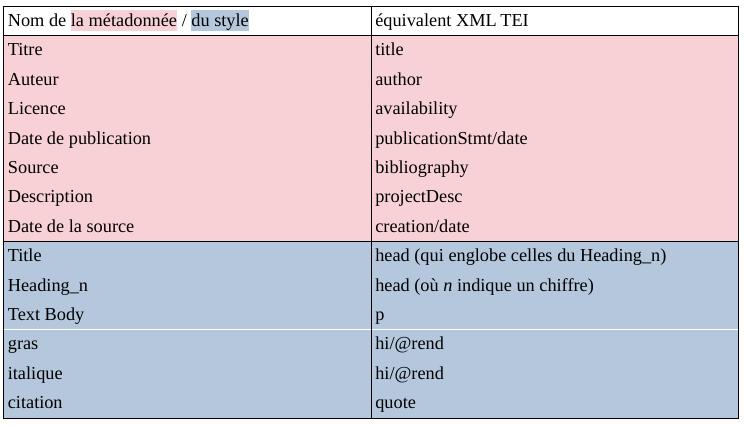 Nom de la métadonnée / du style équivalent XML TEI
Titre title
Auteur author
Licence availability
Date de publication publicationStmt/date
Source bibliography
Description projectDesc
Date de la source creation/date
Title head (qui englobe celles du Heading_n)
Heading_n head (où n indique un chiffre)
Text Body p
gras hi/@rend
italique hi/@rend
citation quote